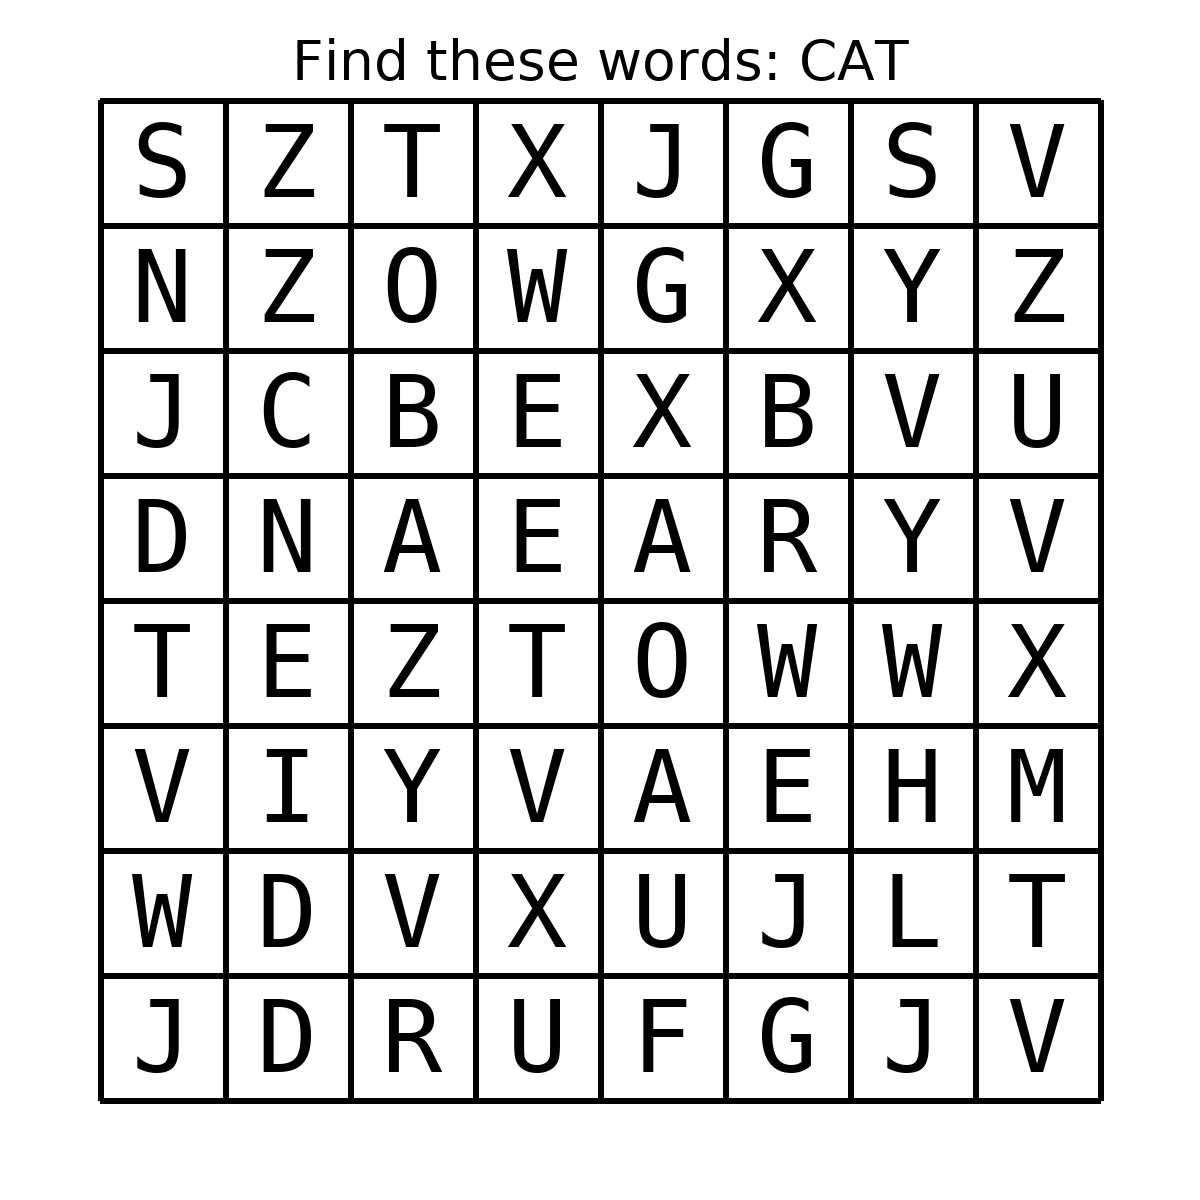 Find these words: CAT
S Z T X J G S V
N Z O W G X Y Z
J C B E X B V U
D N A E A R Y V
T E Z T O W W X
V I Y V A E H M
W D V X U J L T
J D R U F G J V